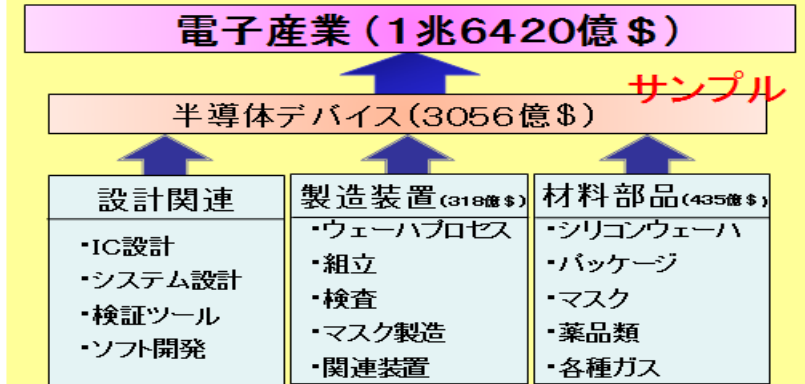 電子産業(1兆6420億$)
サンプル
半導体デバイス(3056億$)
設計関連
・IC設計
・システム設計
・検証ツール
・ソフト開発
製造装置(318億$)
・ウェーハプロセス
・組立
・検査
・マスク製造
・関連装置
材料部品(435億$)
・シリコンウェーハ
・パッケージ
・マスク
・薬品類
・各種ガス